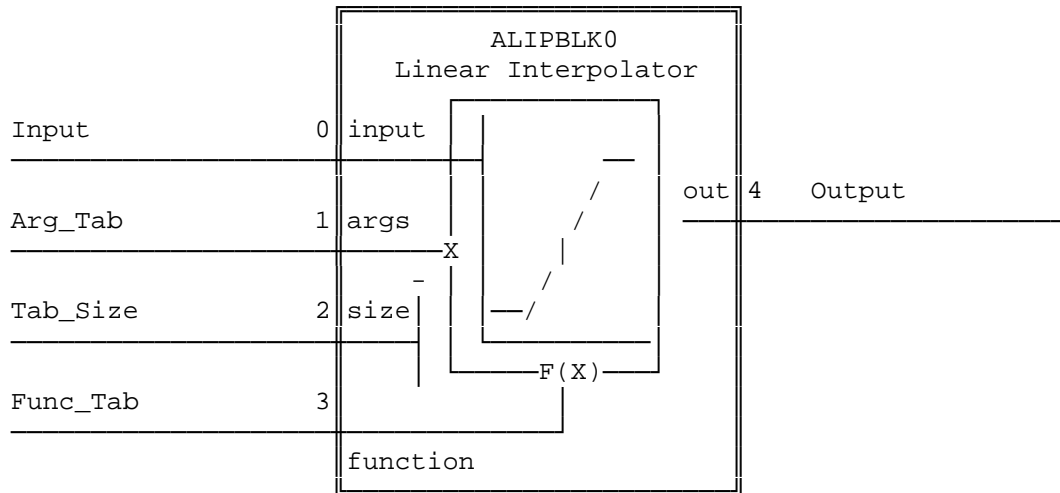 ALIPBLK0
Linear Interpolator
Input 0 input
out 4 Output
Arg_Tab 1 args
X
Tab_Size 2 size
F(X)
Func_Tab 3
function